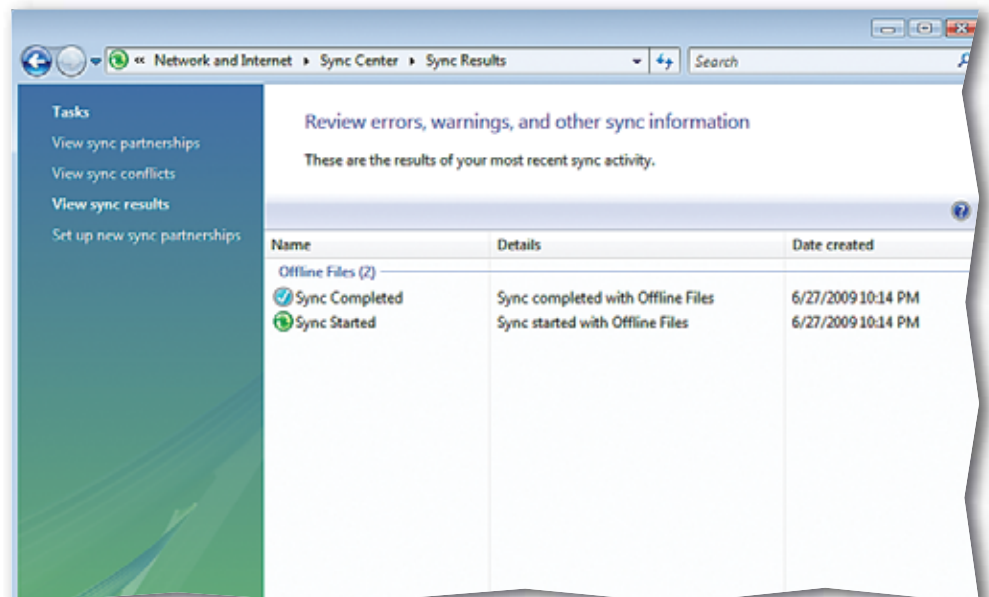 « Network and Internet ▸ Sync Center ▸ Sync Results
Search
Tasks
View sync partnerships
View sync conflicts
View sync results
Set up new sync partnerships
Review errors, warnings, and other sync information
These are the results of your most recent sync activity.
Name Details Date created
Offline Files (2)
Sync Completed Sync completed with Offline Files 6/27/2009 10:14 PM
Sync Started Sync started with Offline Files 6/27/2009 10:14 PM